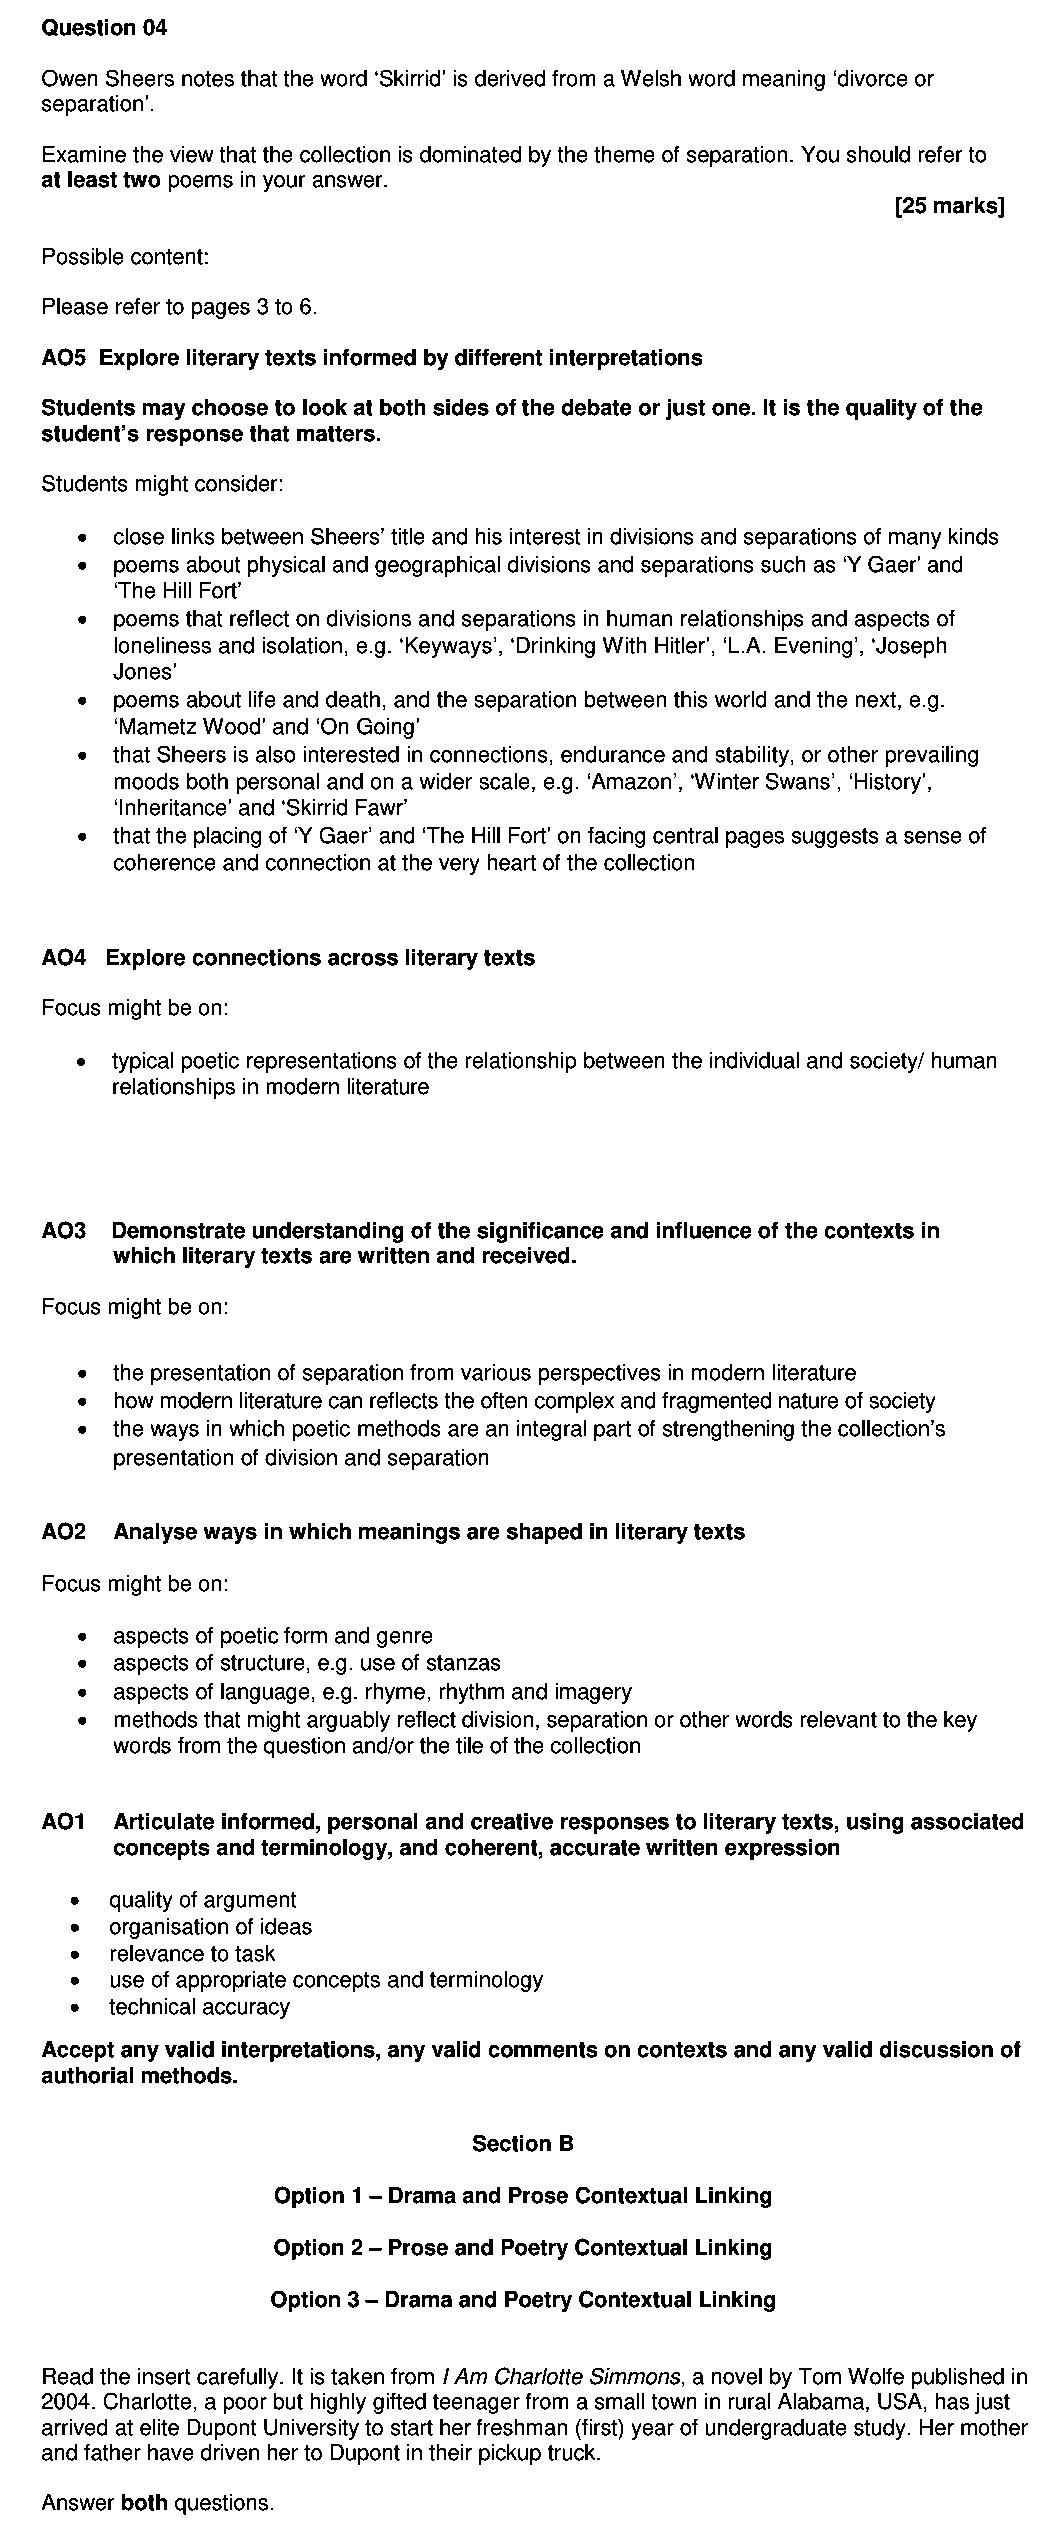 Question 04
Owen Sheers notes that the word ‘Skirrid’ is derived from a Welsh word meaning ‘divorce or
separation’.
Examine the view that the collection is dominated by the theme of separation. You should refer to
at least two poems in your answer.
[25 marks]
Possible content:
Please refer to pages 3 to 6.
AO5 Explore literary texts informed by different interpretations
Students may choose to look at both sides of the debate or just one. It is the quality of the
student’s response that matters.
Students might consider:
• close links between Sheers’ title and his interest in divisions and separations of many kinds
• poems about physical and geographical divisions and separations such as ‘Y Gaer’ and
‘The Hill Fort’
• poems that reflect on divisions and separations in human relationships and aspects of
loneliness and isolation, e.g. ‘Keyways’, ‘Drinking With Hitler’, ‘L.A. Evening’, ‘Joseph
Jones’
• poems about life and death, and the separation between this world and the next, e.g.
‘Mametz Wood’ and ‘On Going’
• that Sheers is also interested in connections, endurance and stability, or other prevailing
moods both personal and on a wider scale, e.g. ‘Amazon’, ‘Winter Swans’, ‘History’,
‘Inheritance’ and ‘Skirrid Fawr’
• that the placing of ‘Y Gaer’ and ‘The Hill Fort’ on facing central pages suggests a sense of
coherence and connection at the very heart of the collection
AO4 Explore connections across literary texts
Focus might be on:
• typical poetic representations of the relationship between the individual and society/ human
relationships in modern literature
AO3 Demonstrate understanding of the significance and influence of the contexts in
which literary texts are written and received.
Focus might be on:
• the presentation of separation from various perspectives in modern literature
• how modern literature can reflects the often complex and fragmented nature of society
• the ways in which poetic methods are an integral part of strengthening the collection’s
presentation of division and separation
AO2 Analyse ways in which meanings are shaped in literary texts
Focus might be on:
• aspects of poetic form and genre
• aspects of structure, e.g. use of stanzas
• aspects of language, e.g. rhyme, rhythm and imagery
• methods that might arguably reflect division, separation or other words relevant to the key
words from the question and/or the tile of the collection
AO1 Articulate informed, personal and creative responses to literary texts, using associated
concepts and terminology, and coherent, accurate written expression
• quality of argument
• organisation of ideas
• relevance to task
• use of appropriate concepts and terminology
• technical accuracy
Accept any valid interpretations, any valid comments on contexts and any valid discussion of
authorial methods.
Section B
Option 1 – Drama and Prose Contextual Linking
Option 2 – Prose and Poetry Contextual Linking
Option 3 – Drama and Poetry Contextual Linking
Read the insert carefully. It is taken from I Am Charlotte Simmons, a novel by Tom Wolfe published in
2004. Charlotte, a poor but highly gifted teenager from a small town in rural Alabama, USA, has just
arrived at elite Dupont University to start her freshman (first) year of undergraduate study. Her mother
and father have driven her to Dupont in their pickup truck.
Answer both questions.